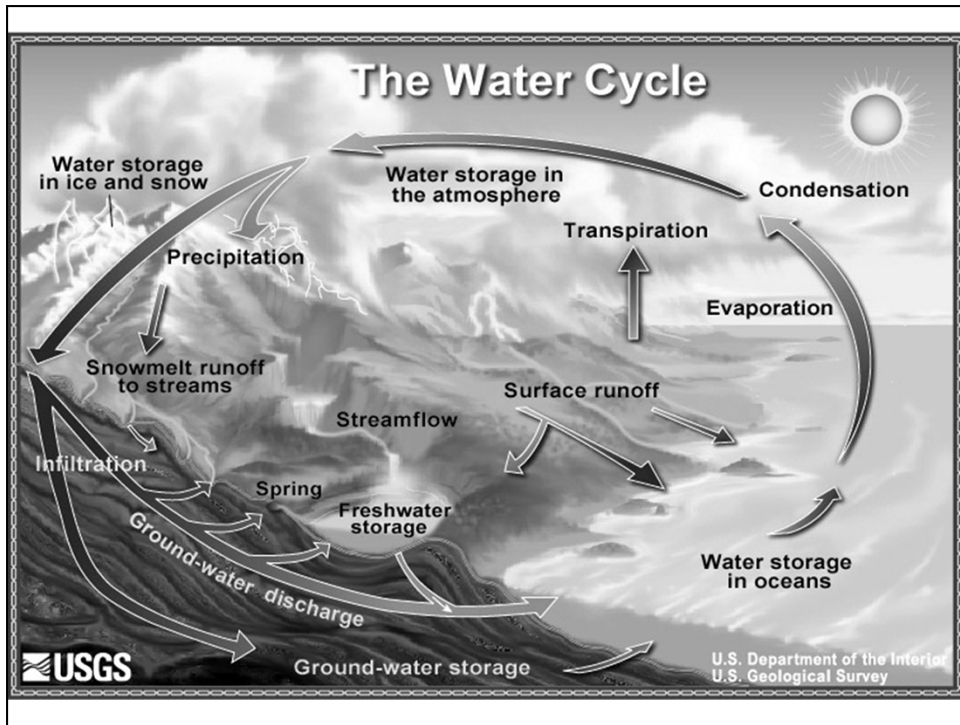 The Water Cycle
Water storage
in ice and snow
Water storage in
the atmosphere
Condensation
Transpiration
Precipitation
Evaporation
Snowmelt runoff
to streams
Surface runoff
Streamflow
Infiltration
Spring
Freshwater
storage
Ground-water discharge
Water storage
in oceans
Ground-water storage
USGS
U.S. Department of the Interior
U.S. Geological Survey